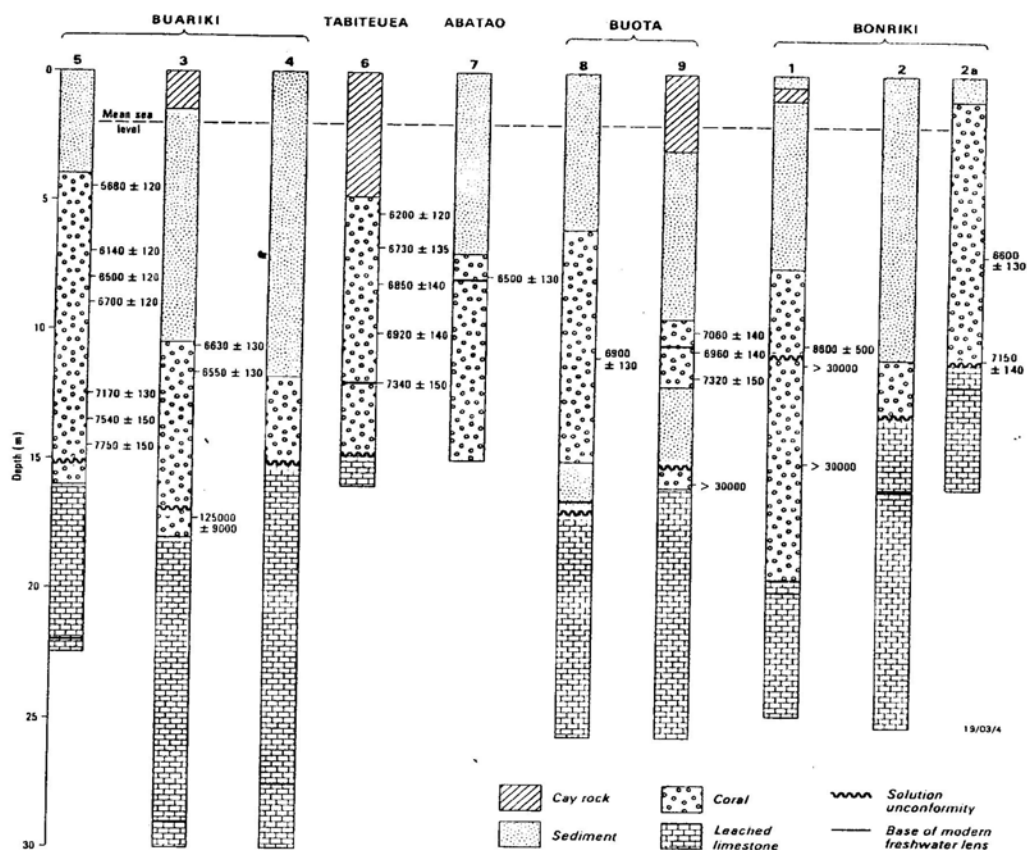 BUARIKI TABITEUEA ABATAO BUOTA BONRIKI
5 3 4 6 7 8 9 1 2 2a
0
Mean sea level
5680 ± 120
5
6200 ± 120
6140 ± 120
6730 ± 135
6500 ± 120
6850 ± 140
6500 ± 130
6600 ± 130
6700 ± 120
10
6920 ± 140
7060 ± 140
6630 ± 130
6900 ± 130
6960 ± 140
8600 ± 500
6550 ± 130
> 30000
7150 ± 140
7170 ± 130
7340 ± 150
7320 ± 150
7540 ± 150
7750 ± 150
Depth (m)
15
> 30000
> 30000
125000 ± 9000
20
25
19/03/4
Cay rock
Coral
Solution unconformity
Sediment
Leached limestone
Base of modern freshwater lens
30